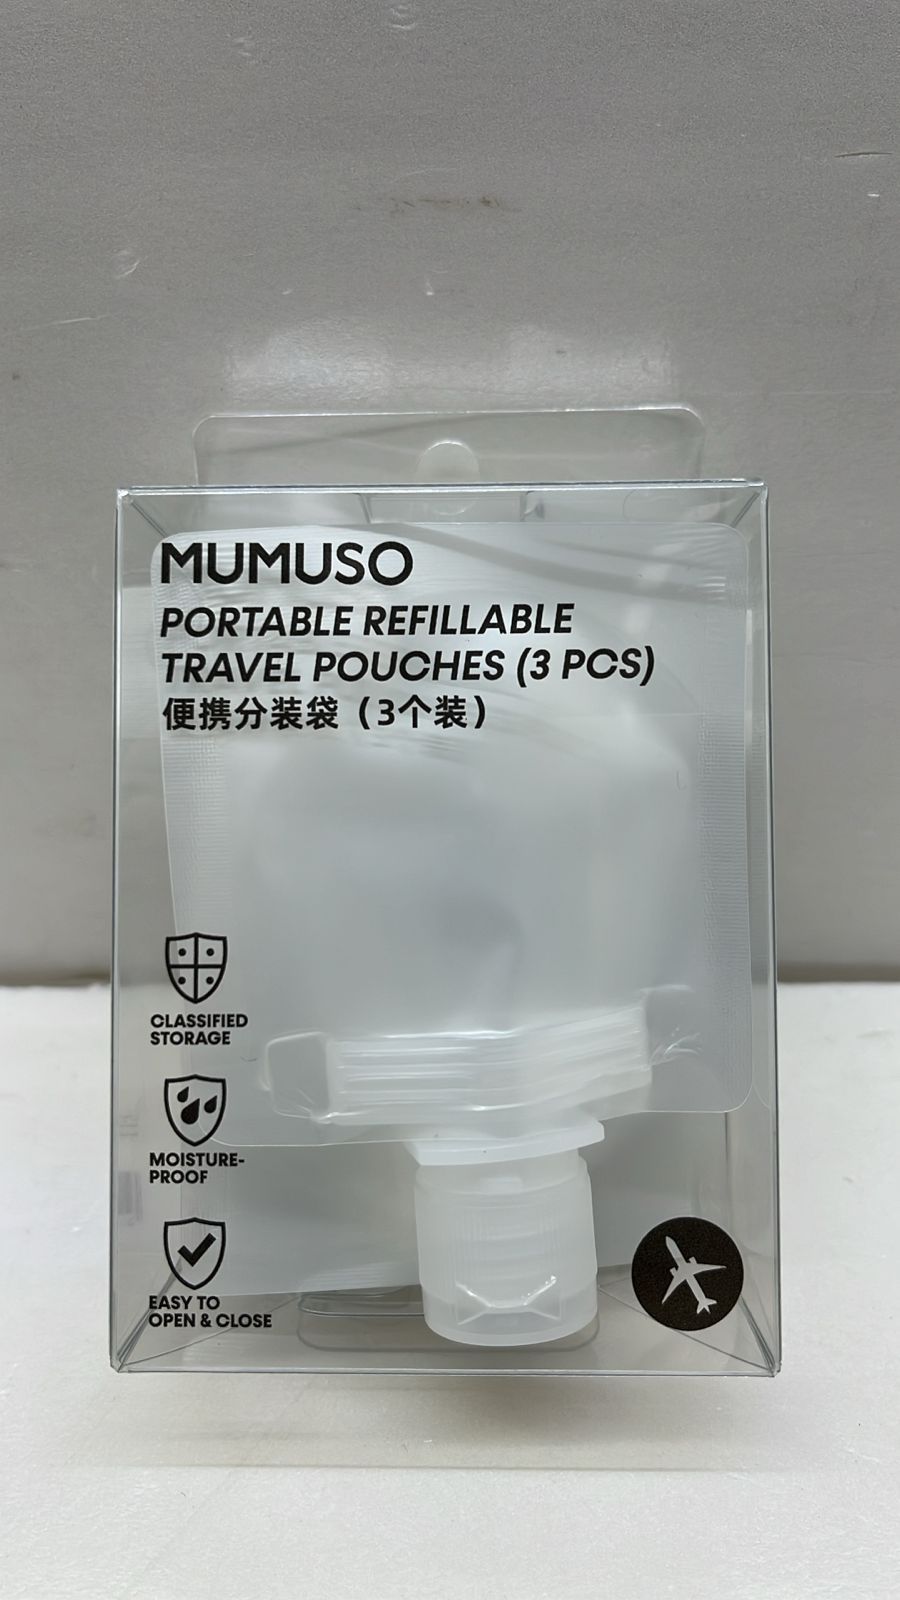 MUMUSO
PORTABLE REFILLABLE
TRAVEL POUCHES (3 PCS)
便携分装袋（3个装）
CLASSIFIED
STORAGE
MOISTURE-
PROOF
EASY TO
OPEN & CLOSE